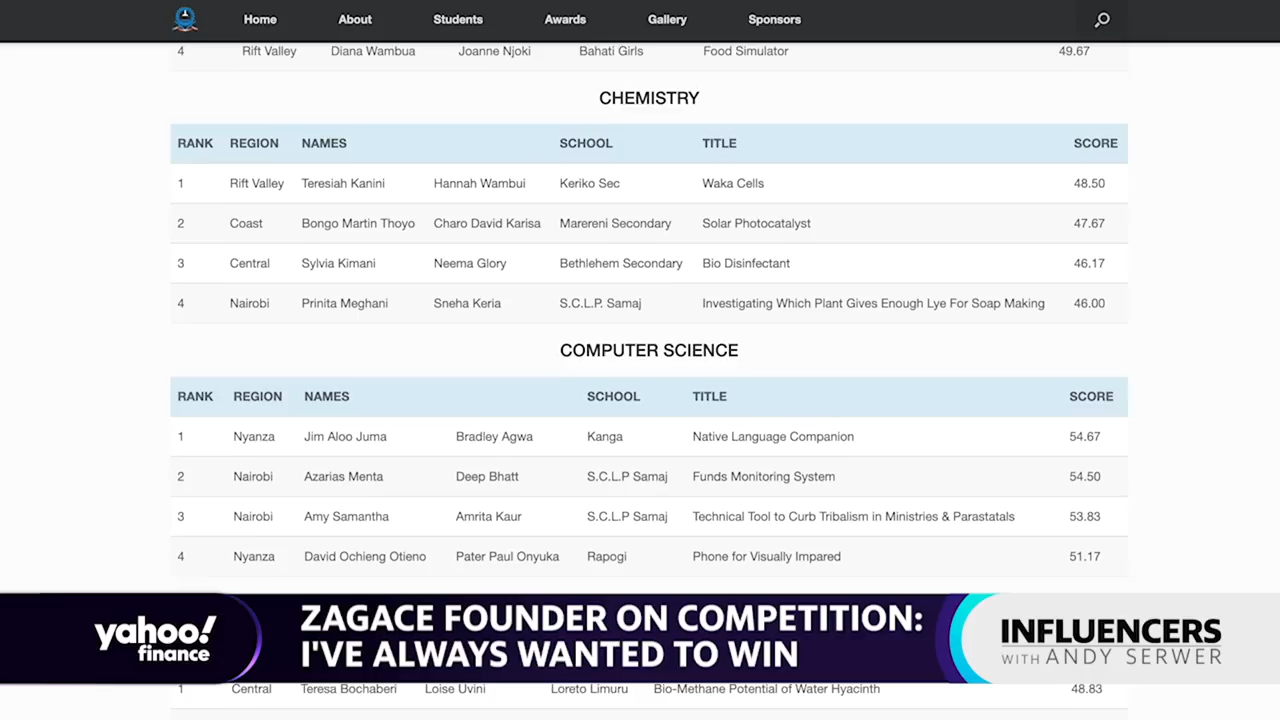 Home About Students Awards Gallery Sponsors
4 Rift Valley Diana Wambua Joanne Njoki Bahati Girls Food Simulator 49.67
CHEMISTRY
RANK REGION NAMES SCHOOL TITLE SCORE
1 Rift Valley Teresiah Kanini Hannah Wambui Keriko Sec Waka Cells 48.50
2 Coast Bongo Martin Thoyo Charo David Karisa Marereni Secondary Solar Photocatalyst 47.67
3 Central Sylvia Kimani Neema Glory Bethlehem Secondary Bio Disinfectant 46.17
4 Nairobi Prinita Meghani Sneha Keria S.C.L.P. Samaj Investigating Which Plant Gives Enough Lye For Soap Making 46.00
COMPUTER SCIENCE
RANK REGION NAMES SCHOOL TITLE SCORE
1 Nyanza Jim Aloo Juma Bradley Agwa Kanga Native Language Companion 54.67
2 Nairobi Azarias Menta Deep Bhatt S.C.L.P Samaj Funds Monitoring System 54.50
3 Nairobi Amy Samantha Amrita Kaur S.C.L.P Samaj Technical Tool to Curb Tribalism in Ministries & Parastatals 53.83
4 Nyanza David Ochieng Otieno Pater Paul Onyuka Rapogi Phone for Visually Impared 51.17
yahoo!
finance
ZAGACE FOUNDER ON COMPETITION:
I'VE ALWAYS WANTED TO WIN
INFLUENCERS
WITH ANDY SERWER
1 Central Teresa Bochaberi Loise Uvini Loreto Limuru Bio-Methane Potential of Water Hyacinth 48.83